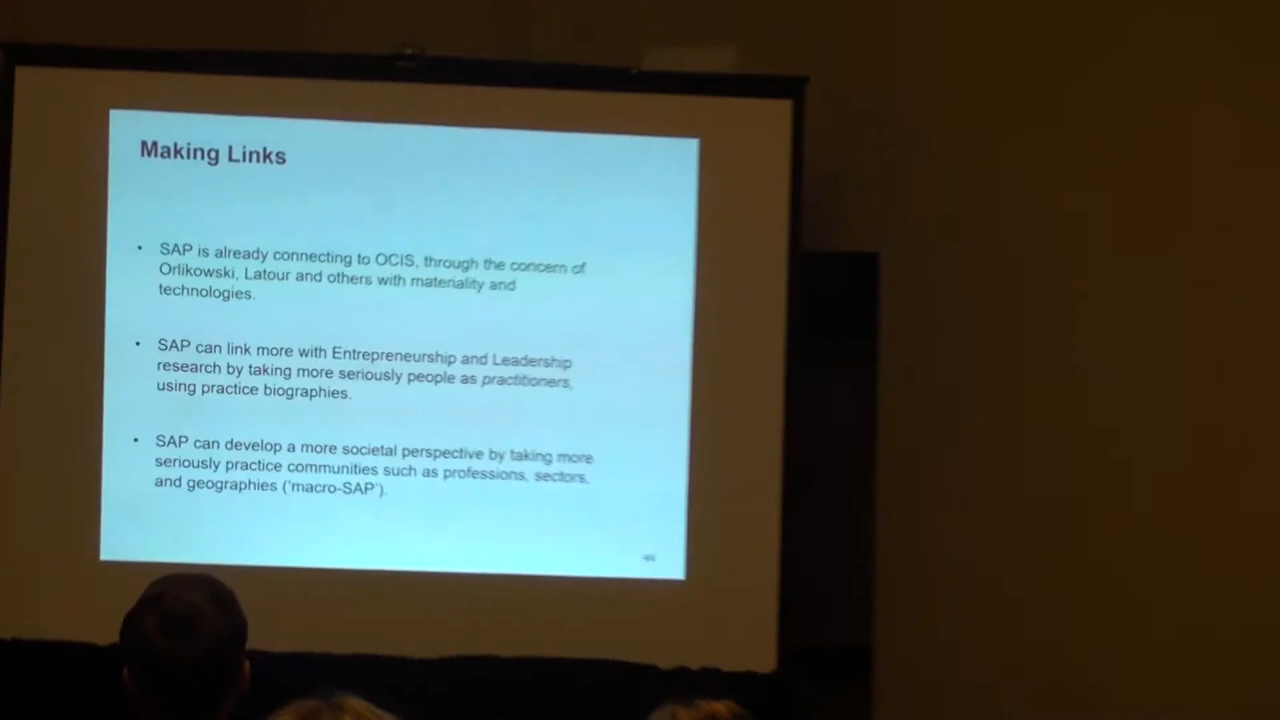 Making Links
• SAP is already connecting to OCIS, through the concern of
Orlikowski, Latour and others with materiality and
technologies.
• SAP can link more with Entrepreneurship and Leadership
research by taking more seriously people as practitioners,
using practice biographies.
• SAP can develop a more societal perspective by taking more
seriously practice communities such as professions, sectors,
and geographies ('macro-SAP').